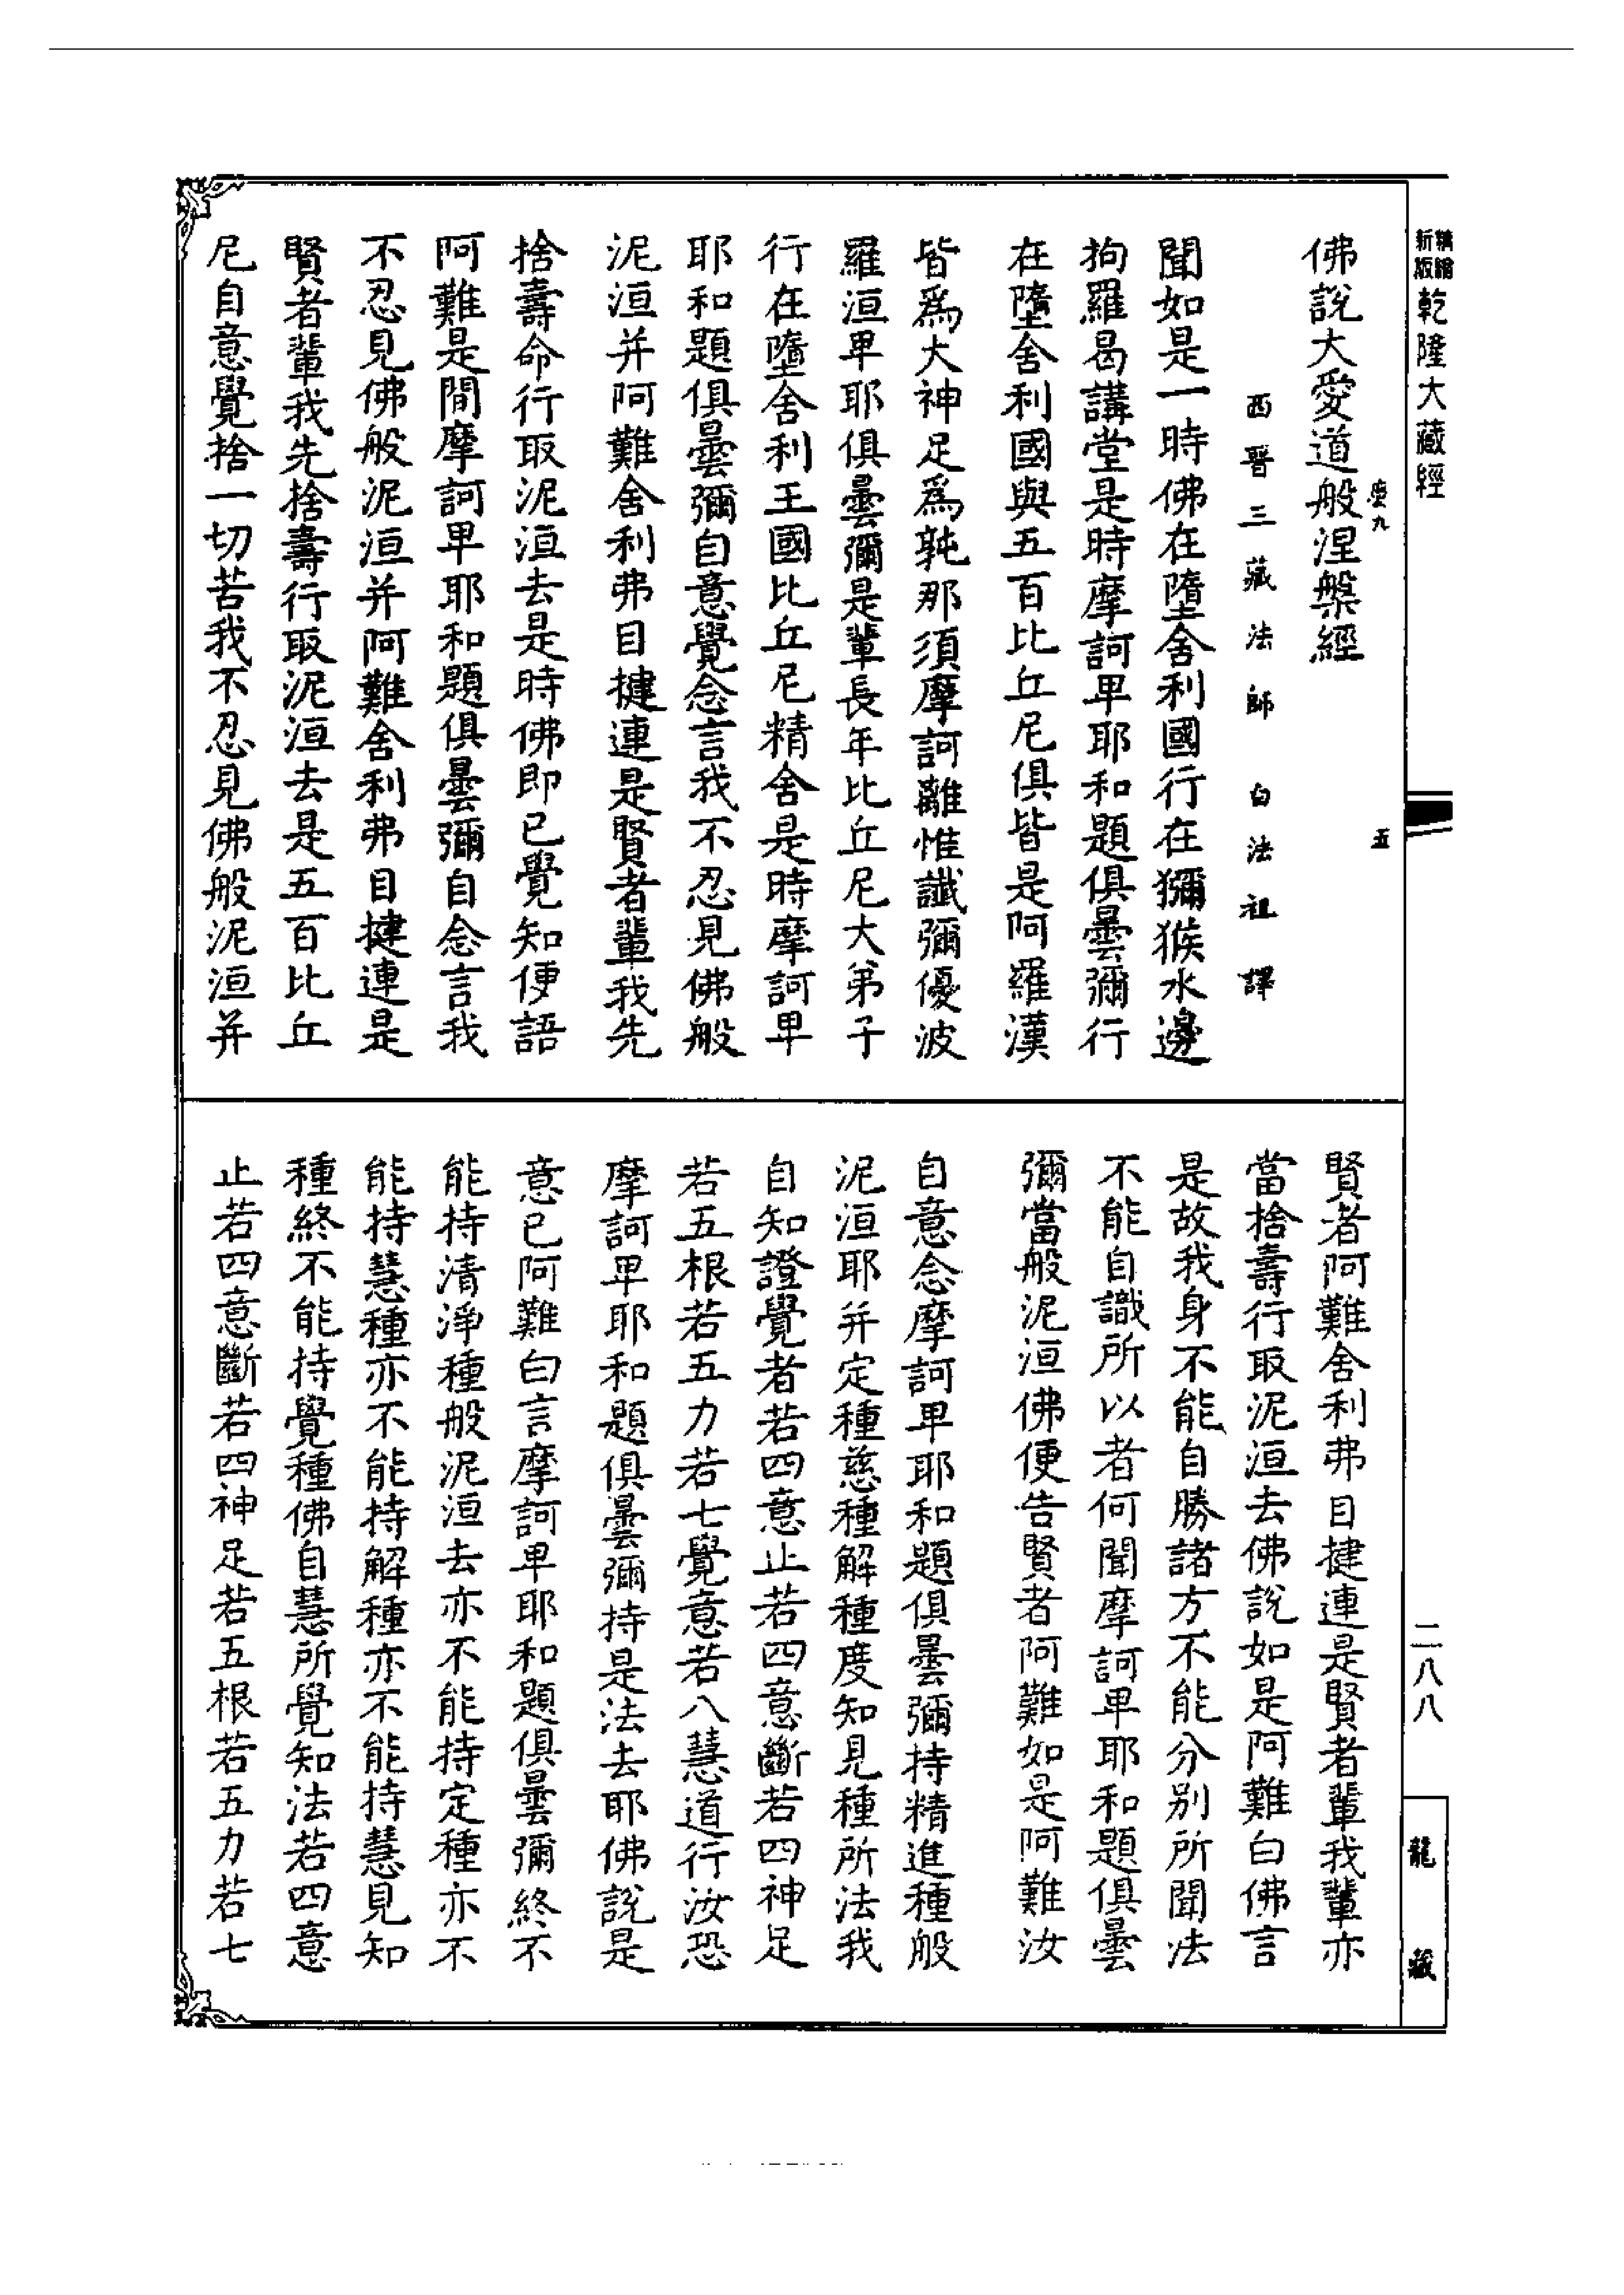 新版精縮乾隆大藏經
佛說大愛道般涅槃經
西晉三藏法師白法祖譯
聞如是一時佛在墮舍利國行在獼猴水邊
拘羅曷講堂是時摩訶卑耶和題俱曇彌行
在墮舍利國與五百比丘尼俱皆是阿羅漢
皆爲大神足爲㲉那須摩訶離惟讖彌優波
羅洹卑耶俱曇彌是輩長年比丘尼大弟子
行在墮舍利王國比丘尼精舍是時摩訶卑
耶和題俱曇彌自意覺念言我不忍見佛般
泥洹并阿難舍利弗目揵連是賢者輩我先
捨壽命行取泥洹去是時佛即已覺知便語
阿難是間摩訶卑耶和題俱曇彌自念言我
不忍見佛般泥洹并阿難舍利弗目揵連是
賢者輩我先捨壽行取泥洹去是五百比丘
尼自意覺捨一切苦我不忍見佛般泥洹并
賢者阿難舍利弗目揵連是賢者輩我輩亦
當捨壽行取泥洹去佛說如是阿難白佛言
是故我身不能自勝諸方不能分別所聞法
不能自識所以者何聞摩訶卑耶和題俱曇
彌當般泥洹佛便告賢者阿難如是阿難汝
自意念摩訶卑耶和題俱曇彌持精進種般
泥洹耶并定種慈種解種度知見種所法我
自知證覺者若四意止若四意斷若四神足
若五根若五力若七覺意若八慧道行汝恐
摩訶卑耶和題俱曇彌持是法去耶佛說是
意已阿難白言摩訶卑耶和題俱曇彌終不
能持清淨種般泥洹去亦不能持定種亦不
能持慧種亦不能持解種亦不能持慧見知
種終不能持覺種佛自慧所覺知法若四意
止若四意斷若四神足若五根若五力若七
二八八
龍藏